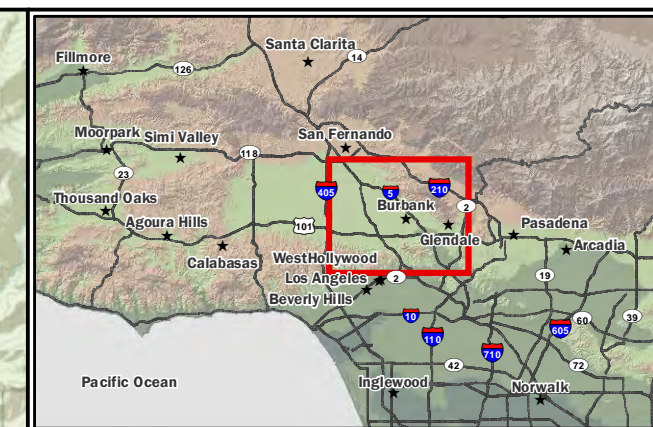 Santa Clarita
14
Fillmore
126
Moorpark
Simi Valley
118
San Fernando
23
405
5
210
2
Thousand Oaks
Burbank
Agoura Hills
101
Glendale
Pasadena
Calabasas
Arcadia
WestHollywood
Los Angeles
2
19
Beverly Hills
10
110
710
60
605
39
42
72
Pacific Ocean
Inglewood
Norwalk